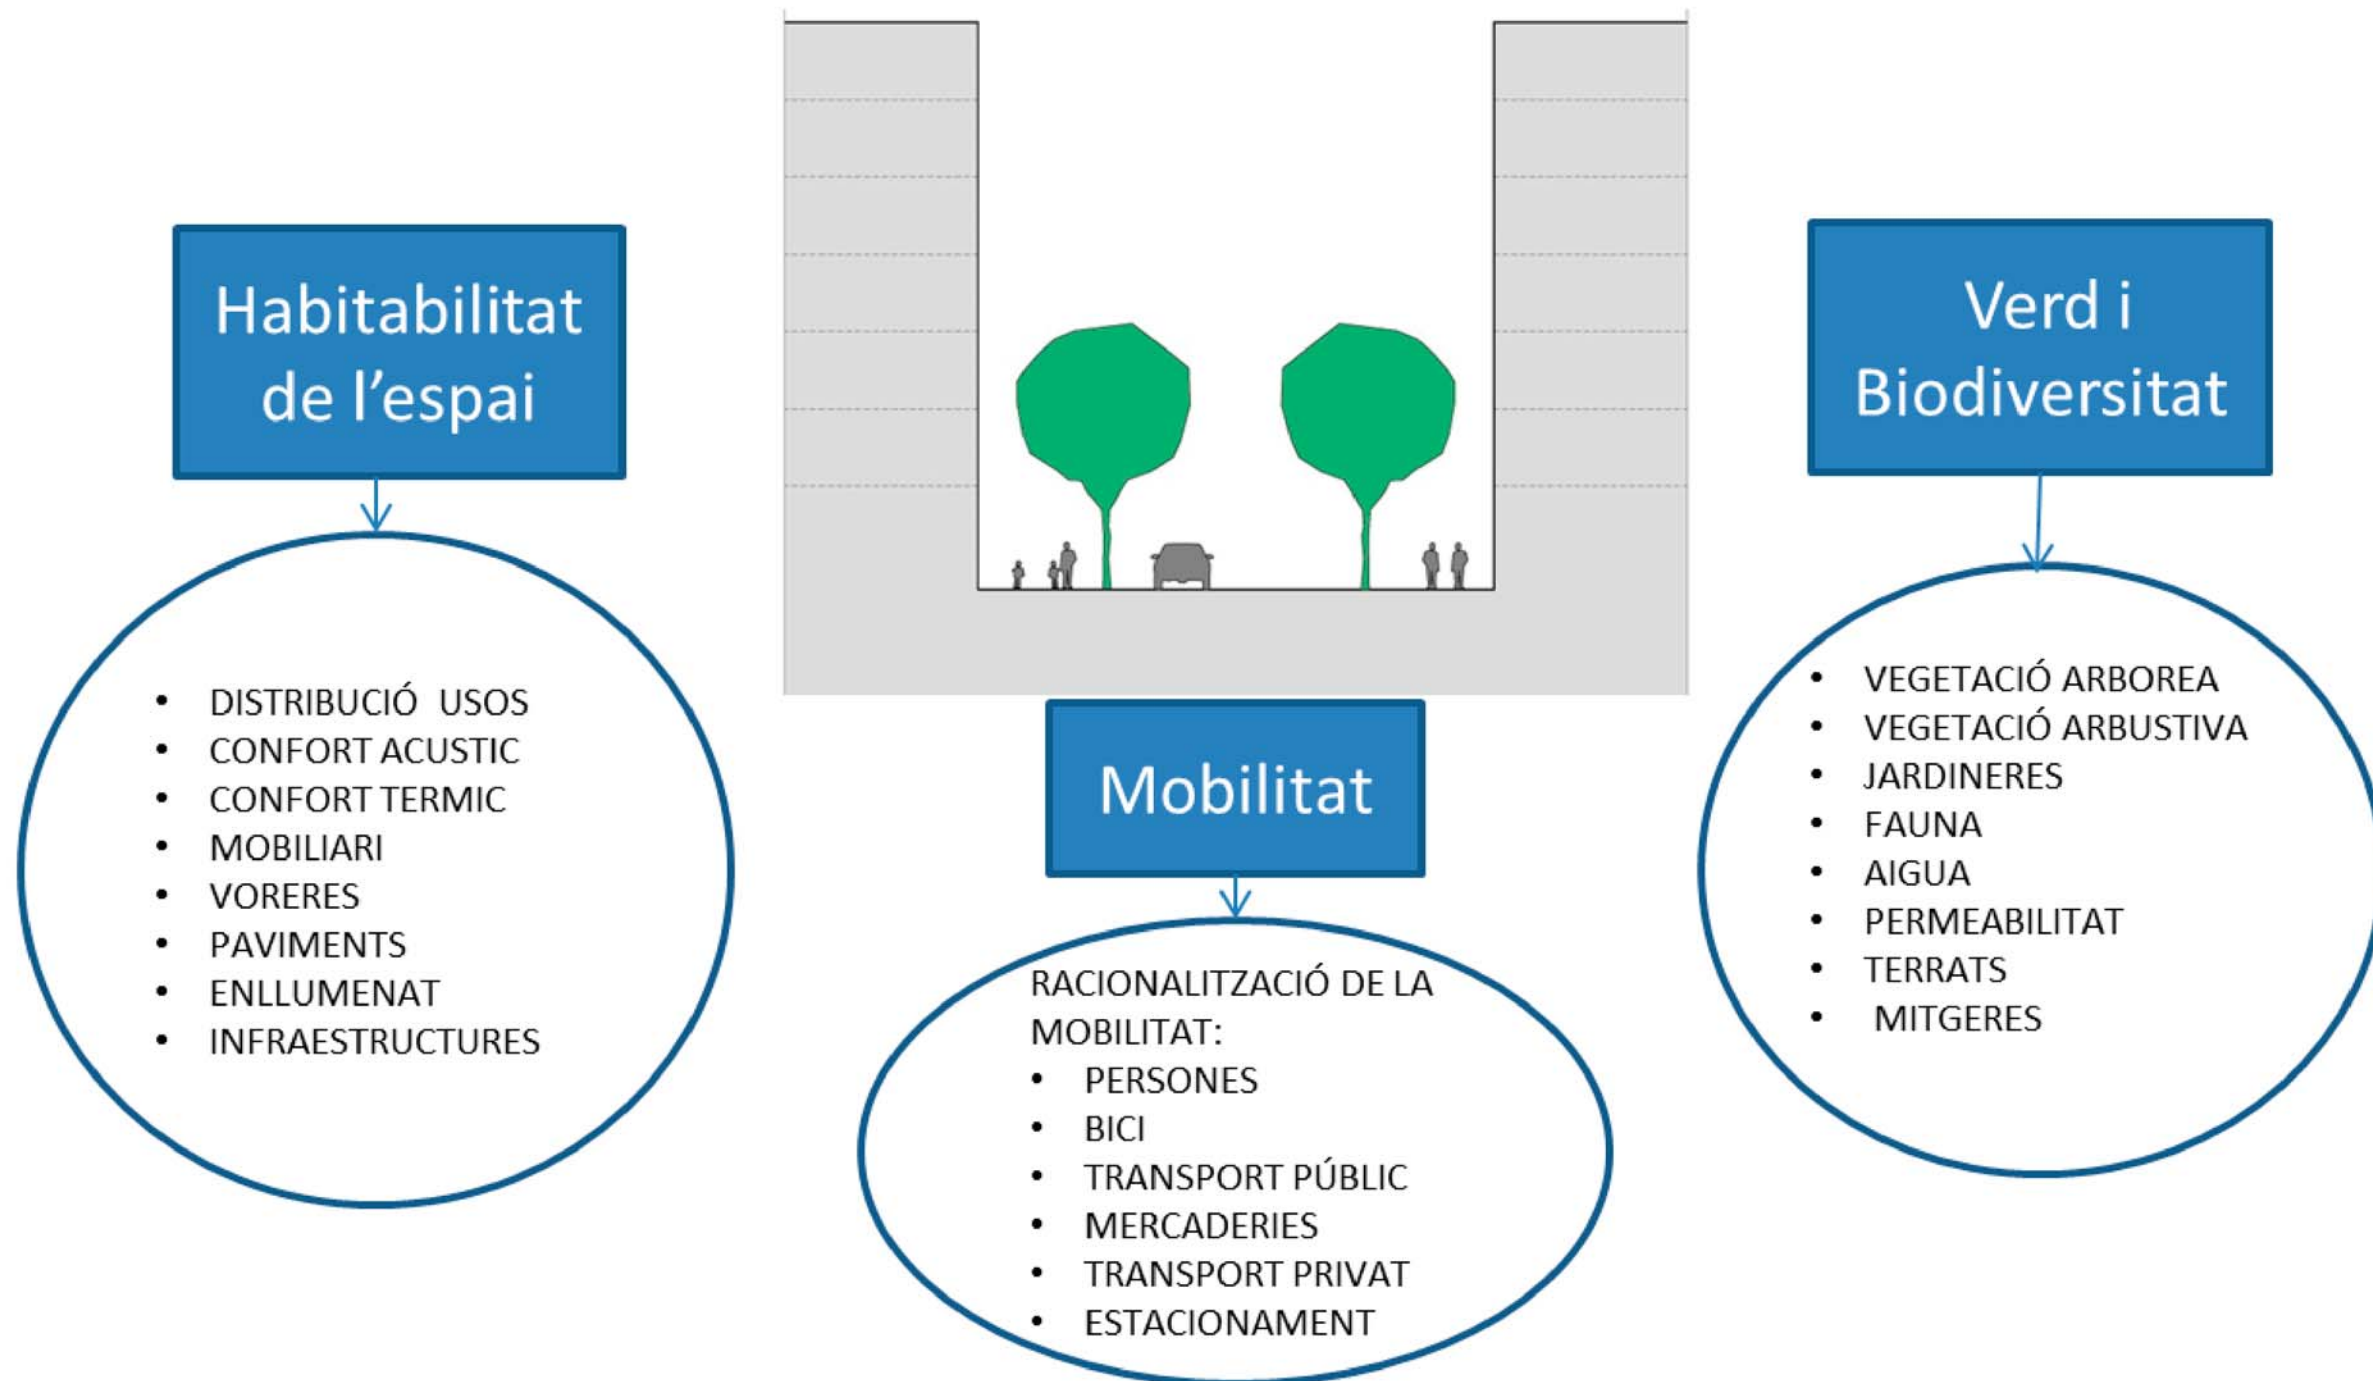 Habitabilitat
de l'espai
• DISTRIBUCIÓ USOS
• CONFORT ACUSTIC
• CONFORT TERMIC
• MOBILIARI
• VORERES
• PAVIMENTS
• ENLLUMENAT
• INFRAESTRUCTURES
Mobilitat
RACIONALITZACIÓ DE LA
MOBILITAT:
• PERSONES
• BICI
• TRANSPORT PÚBLIC
• MERCADERIES
• TRANSPORT PRIVAT
• ESTACIONAMENT
Verd i
Biodiversitat
• VEGETACIÓ ARBOREA
• VEGETACIÓ ARBUSTIVA
• JARDINERES
• FAUNA
• AIGUA
• PERMEABILITAT
• TERRATS
• MITGERES